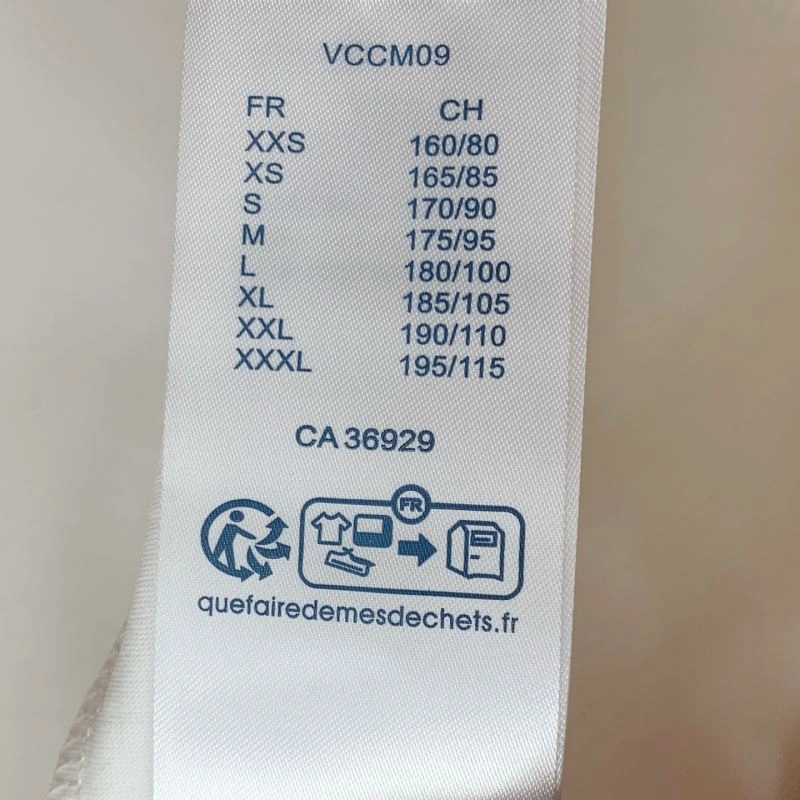 VCCM09
FR CH
XXS 160/80
XS 165/85
S 170/90
M 175/95
L 180/100
XL 185/105
XXL 190/110
XXXL 195/115
CA 36929
FR
quefairedemesdechets.fr